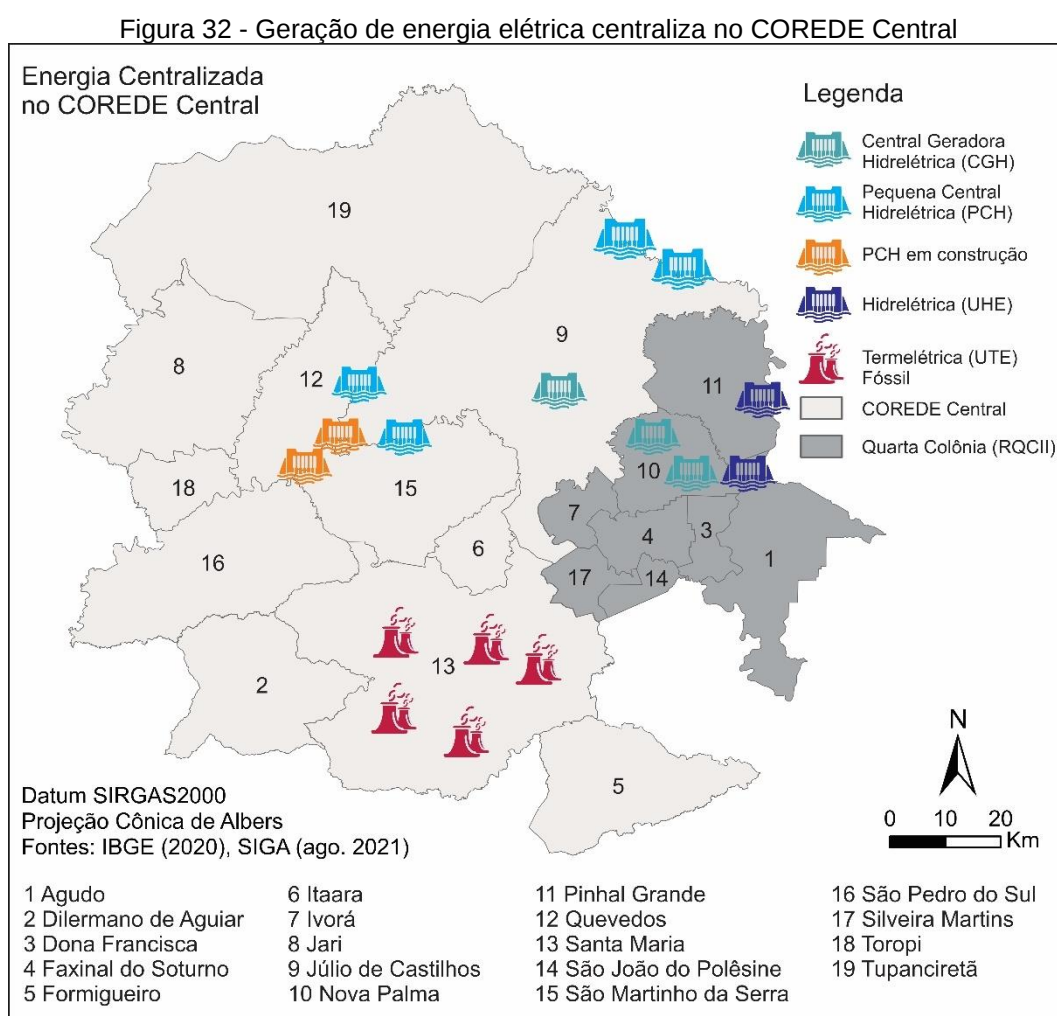 Figura 32 - Geração de energia elétrica centraliza no COREDE Central
Energia Centralizada
no COREDE Central
Legenda
Central Geradora
Hidrelétrica (CGH)
Pequena Central
Hidrelétrica (PCH)
PCH em construção
Hidrelétrica (UHE)
Termelétrica (UTE)
Fóssil
COREDE Central
Quarta Colônia (RQCII)
19
9
8
12
11
18
15
10
7
4
3
1
6
16
17
14
13
2
5
N
0 10 20
Km
Datum SIRGAS2000
Projeção Cônica de Albers
Fontes: IBGE (2020), SIGA (ago. 2021)
1 Agudo
2 Dilermano de Aguiar
3 Dona Francisca
4 Faxinal do Soturno
5 Formigueiro
6 Itaara
7 Ivorá
8 Jari
9 Júlio de Castilhos
10 Nova Palma
11 Pinhal Grande
12 Quevedos
13 Santa Maria
14 São João do Polêsine
15 São Martinho da Serra
16 São Pedro do Sul
17 Silveira Martins
18 Toropi
19 Tupanciretã